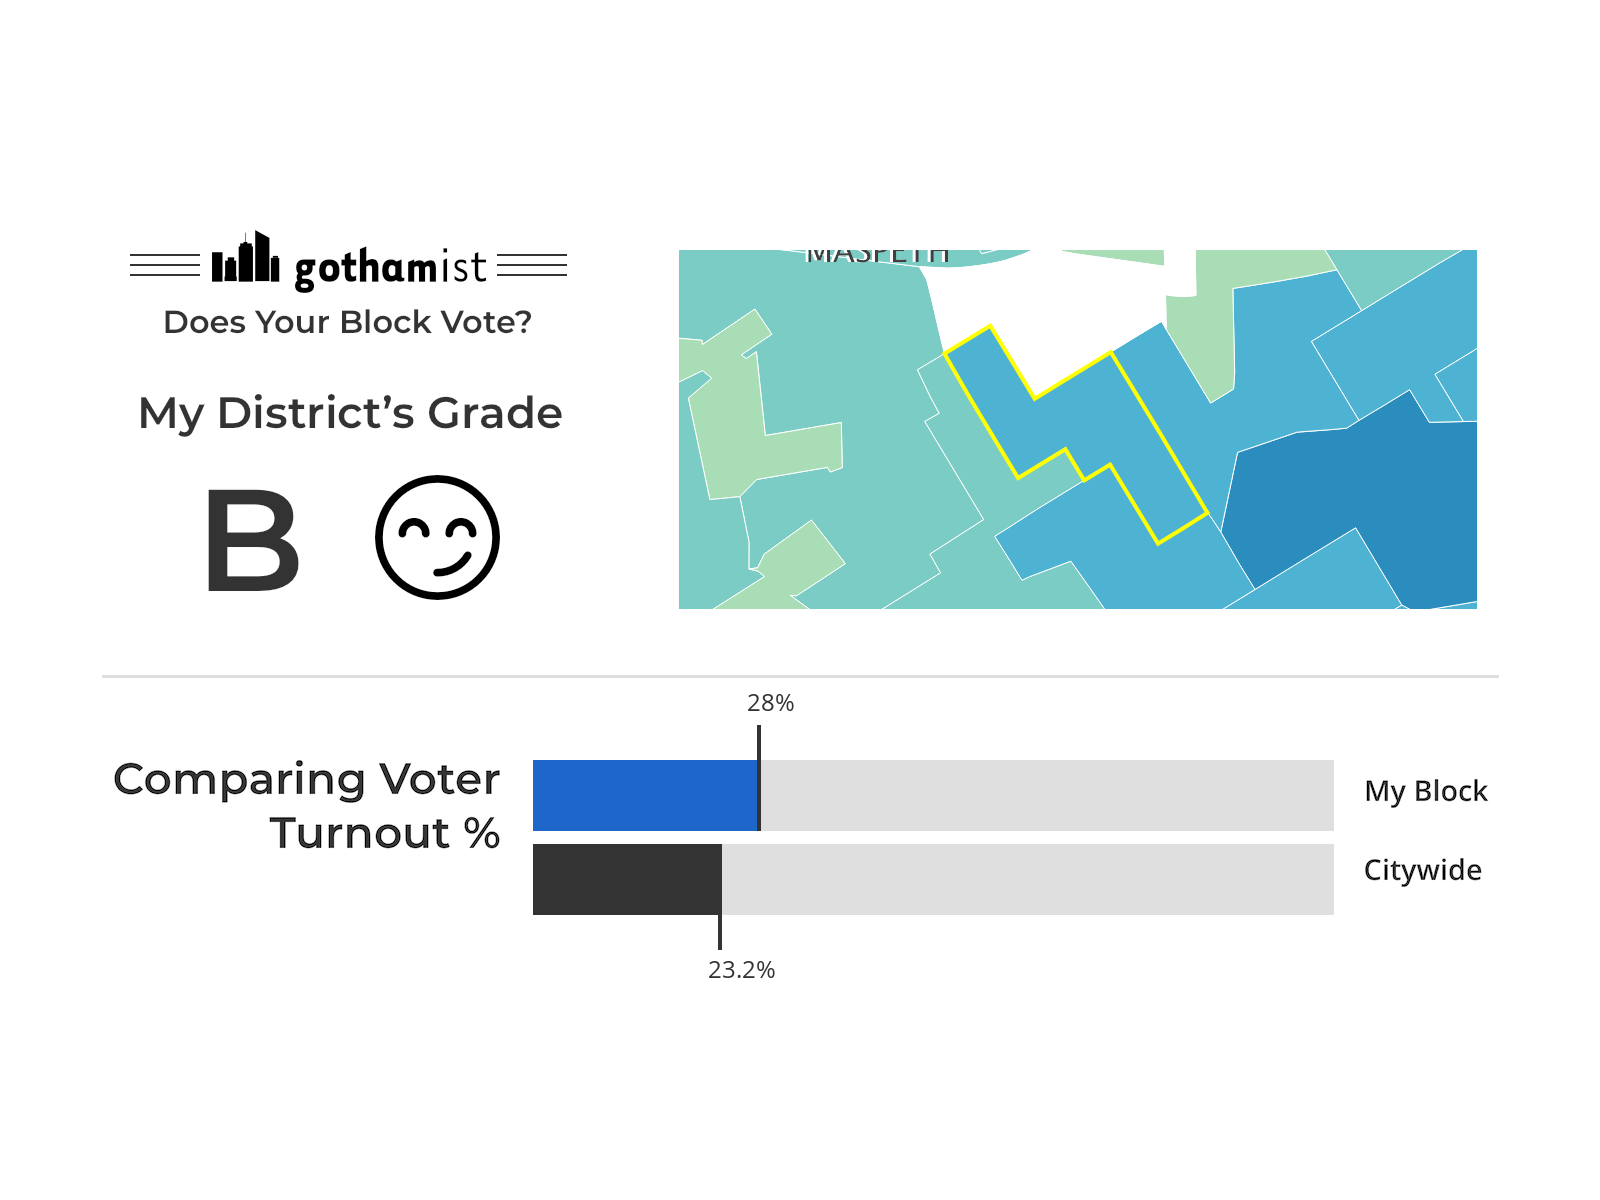 gothamist
Does Your Block Vote?
My District's Grade
B
MASPETH
28%
Comparing Voter
Turnout %
My Block
Citywide
23.2%